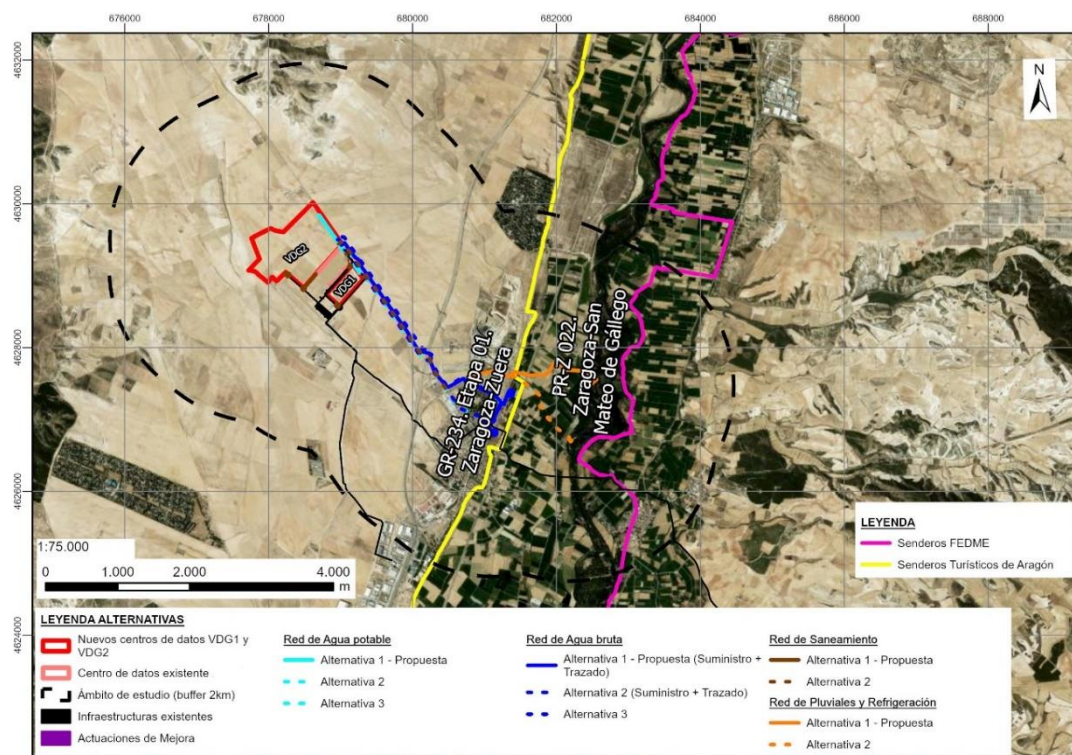 676000 678000 680000 682000 684000 686000 688000
4632000
4630000
4628000
4626000
4624000
N
VDG2
VDG1
GR-234. Etapa 01.
Zaragoza-Zuera
PR-Z 022.
Zaragoza-San
Mateo de Gállego
1:75.000
0 1.000 2.000 4.000
m
LEYENDA
Senderos FEDME
Senderos Turísticos de Aragón
LEYENDA ALTERNATIVAS
Nuevos centros de datos VDG1 y
VDG2
Centro de datos existente
Ámbito de estudio (buffer 2km)
Infraestructuras existentes
Actuaciones de Mejora
Red de Agua potable
Alternativa 1 - Propuesta
Alternativa 2
Alternativa 3
Red de Agua bruta
Alternativa 1 - Propuesta (Suministro +
Trazado)
Alternativa 2 (Suministro + Trazado)
Alternativa 3
Red de Saneamiento
Alternativa 1 - Propuesta
Alternativa 2
Red de Pluviales y Refrigeración
Alternativa 1 - Propuesta
Alternativa 2